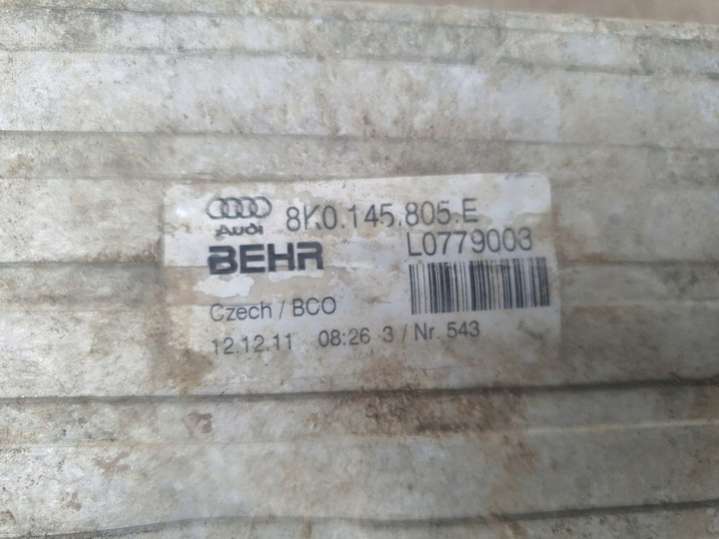 8K0.145.805.E
Audi
BEHR L0779003
Czech / BCO
12.12.11 08:26 3 / Nr. 543